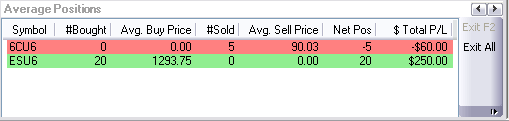 Average Positions
Symbol #Bought Avg. Buy Price #Sold Avg. Sell Price Net Pos $ Total P/L Exit F2
6CU6 0 0.00 5 90.03 -5 -$60.00 Exit All
ESU6 20 1293.75 0 0.00 20 $250.00